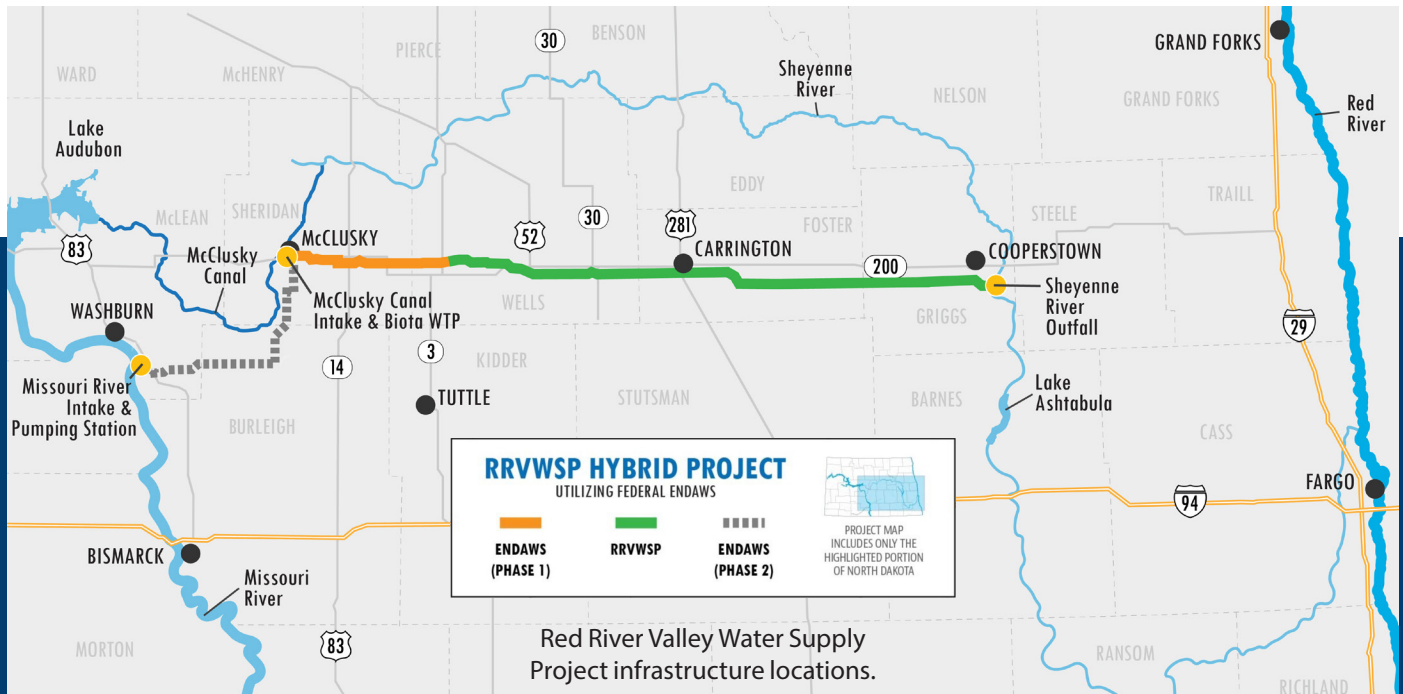 30
BENSON
GRAND FORKS
PIERCE
WARD
McHENRY
Sheyenne
River
NELSON
GRAND FORKS
Red
River
Lake
Audubon
EDDY
TRAILL
McLEAN
SHERIDAN
FOSTER
STEELE
30
281
52
83
McCLUSKY
CARRINGTON
COOPERSTOWN
McClusky
Canal
200
McClusky Canal
Intake & Biota WTP
WELLS
Sheyenne
River
Outfall
WASHBURN
GRIGGS
29
14
3
KIDDER
Missouri River
Intake &
Pumping Station
TUTTLE
STUTSMAN
BARNES
Lake
Ashtabula
BURLEIGH
CASS
RRVWSP HYBRID PROJECT
UTILIZING FEDERAL ENDAWS
ENDAWS
(PHASE 1)
RRVWSP
ENDAWS
(PHASE 2)
PROJECT MAP
INCLUDES ONLY THE
HIGHLIGHTED PORTION
OF NORTH DAKOTA
FARGO
94
BISMARCK
Missouri
River
83
MORTON
Red River Valley Water Supply
Project infrastructure locations.
RANSOM
RICHLAND